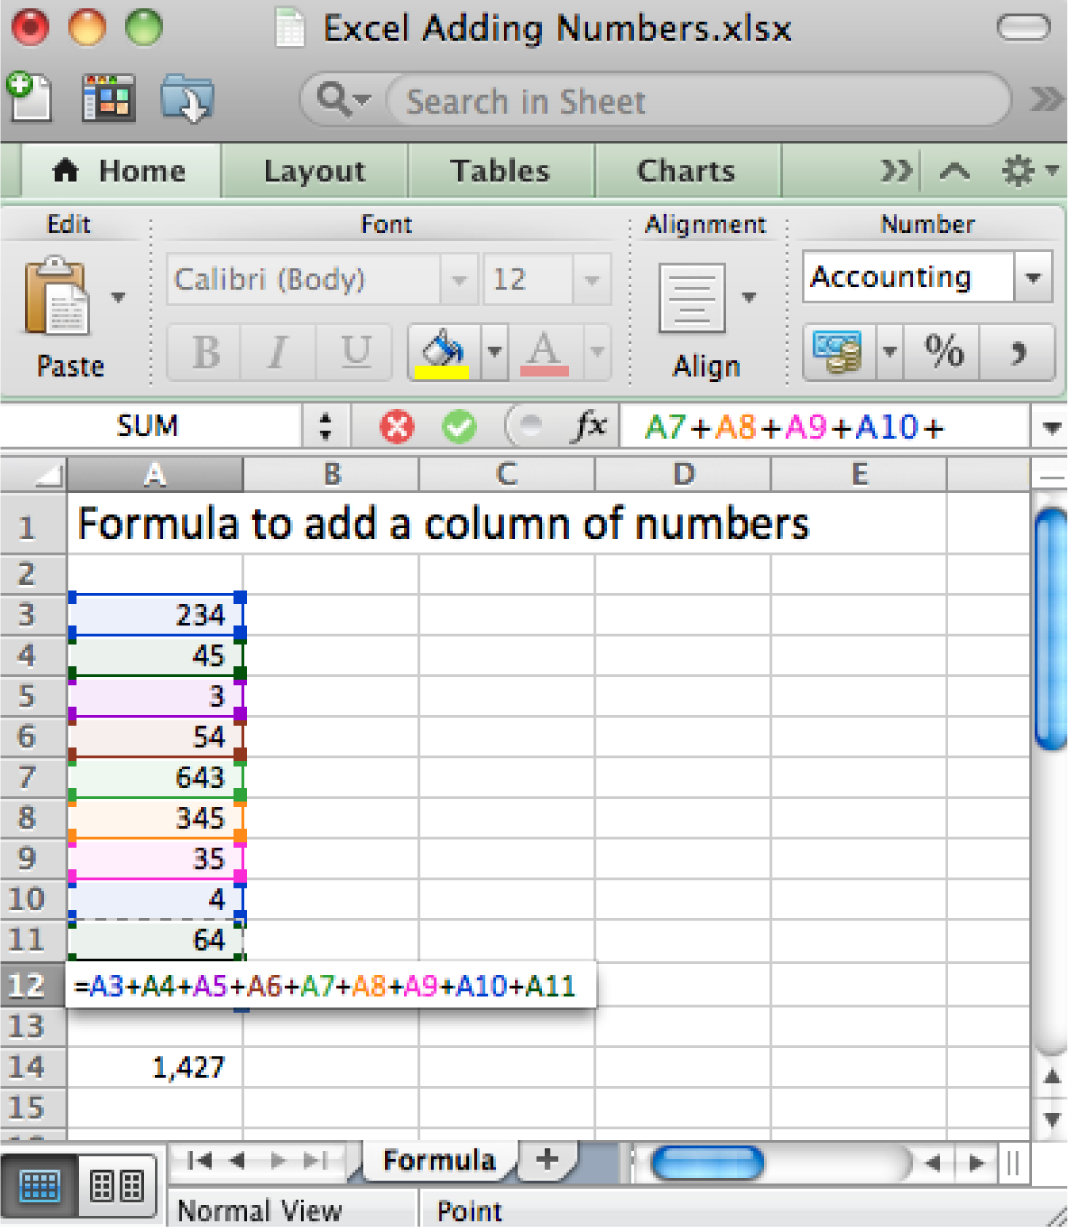 Excel Adding Numbers.xlsx
Search in Sheet
Home Layout Tables Charts
Edit Font Alignment Number
Calibri (Body) 12 Accounting
B I U A %
Paste Align
SUM fx A7+A8+A9+A10+
A B C D E
1 Formula to add a column of numbers
2
3 234
4 45
5 3
6 54
7 643
8 345
9 35
10 4
11 64
12 =A3+A4+A5+A6+A7+A8+A9+A10+A11
13
14 1,427
15
Formula +
Normal View Point